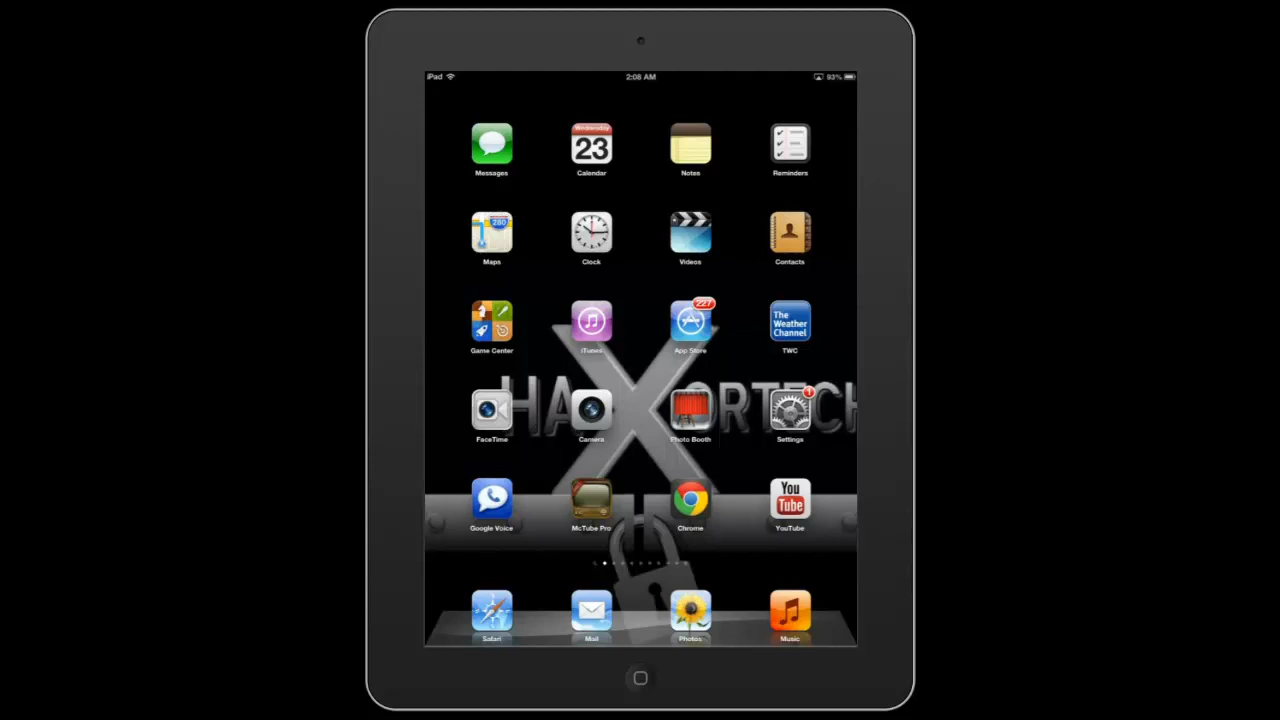 iPad 2:08 AM 93%
Wednesday
23
Messages Calendar Notes Reminders
280
Maps Clock Videos Contacts
227
The
Weather
Channel
Game Center iTunes App Store TWC
HAXORTECH
1
FaceTime Camera Photo Booth Settings
You
Tube
Google Voice McTube Pro Chrome YouTube
Safari Mail Photos Music